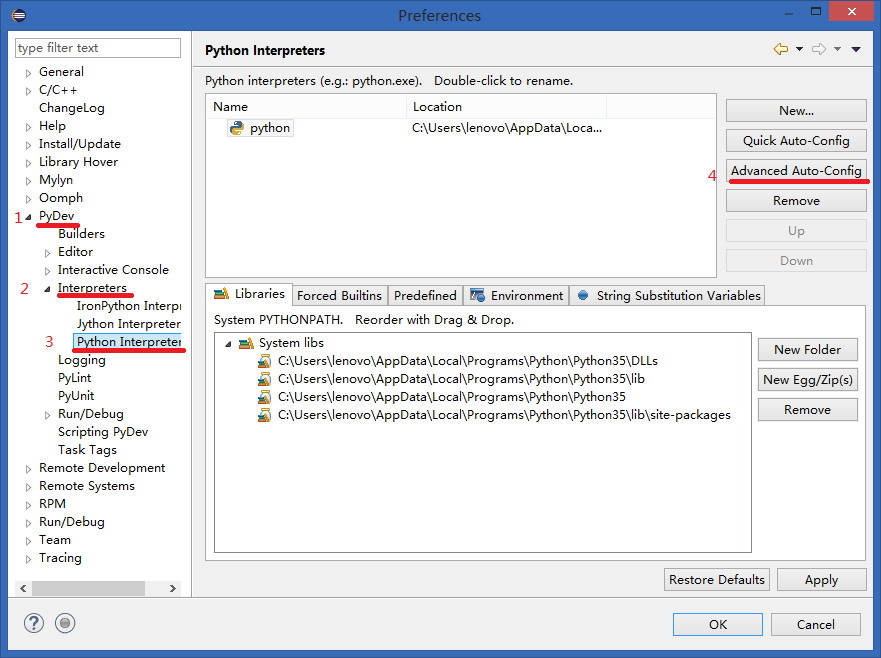 Preferences
type filter text
General
C/C++
ChangeLog
Help
Install/Update
Library Hover
Mylyn
Oomph
1 PyDev
Builders
Editor
Interactive Console
2 Interpreters
IronPython Interpr
Jython Interpreter
3 Python Interpreter
Logging
PyLint
PyUnit
Run/Debug
Scripting PyDev
Task Tags
Remote Development
Remote Systems
RPM
Run/Debug
Team
Tracing
Python Interpreters
Python interpreters (e.g.: python.exe). Double-click to rename.
Name Location
python C:\Users\lenovo\AppData\Loca...
New...
Quick Auto-Config
4 Advanced Auto-Config
Remove
Up
Down
Libraries Forced Builtins Predefined Environment String Substitution Variables
System PYTHONPATH. Reorder with Drag & Drop.
System libs
C:\Users\lenovo\AppData\Local\Programs\Python\Python35\DLLs
C:\Users\lenovo\AppData\Local\Programs\Python\Python35\lib
C:\Users\lenovo\AppData\Local\Programs\Python\Python35
C:\Users\lenovo\AppData\Local\Programs\Python\Python35\lib\site-packages
New Folder
New Egg/Zip(s)
Remove
Restore Defaults Apply
? OK Cancel